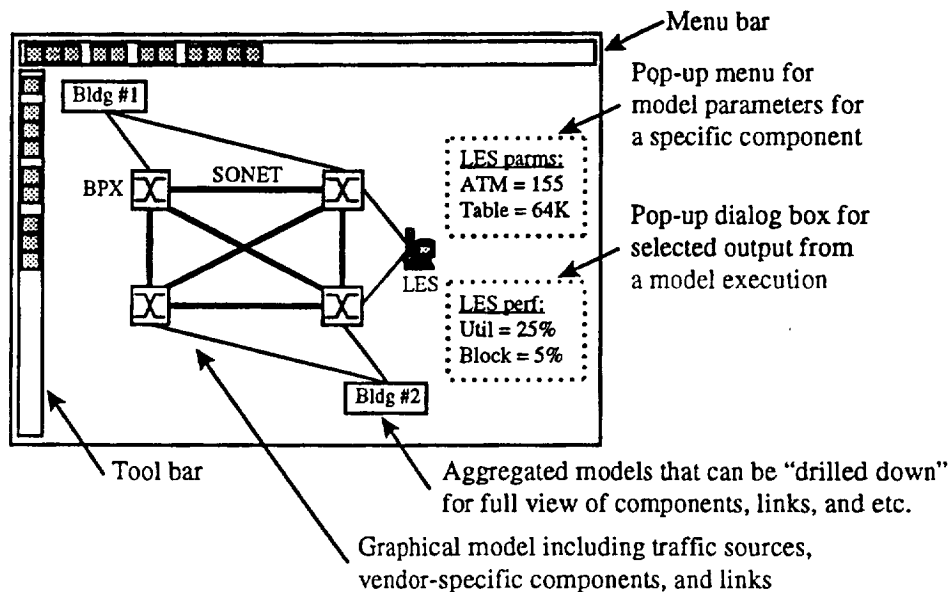 Menu bar
Pop-up menu for
model parameters for
a specific component
Bldg #1
LES parms:
ATM = 155
Table = 64K
BPX
SONET
Pop-up dialog box for
selected output from
a model execution
LES
LES perf:
Util = 25%
Block = 5%
Bldg #2
Tool bar
Aggregated models that can be “drilled down”
for full view of components, links, and etc.
Graphical model including traffic sources,
vendor-specific components, and links